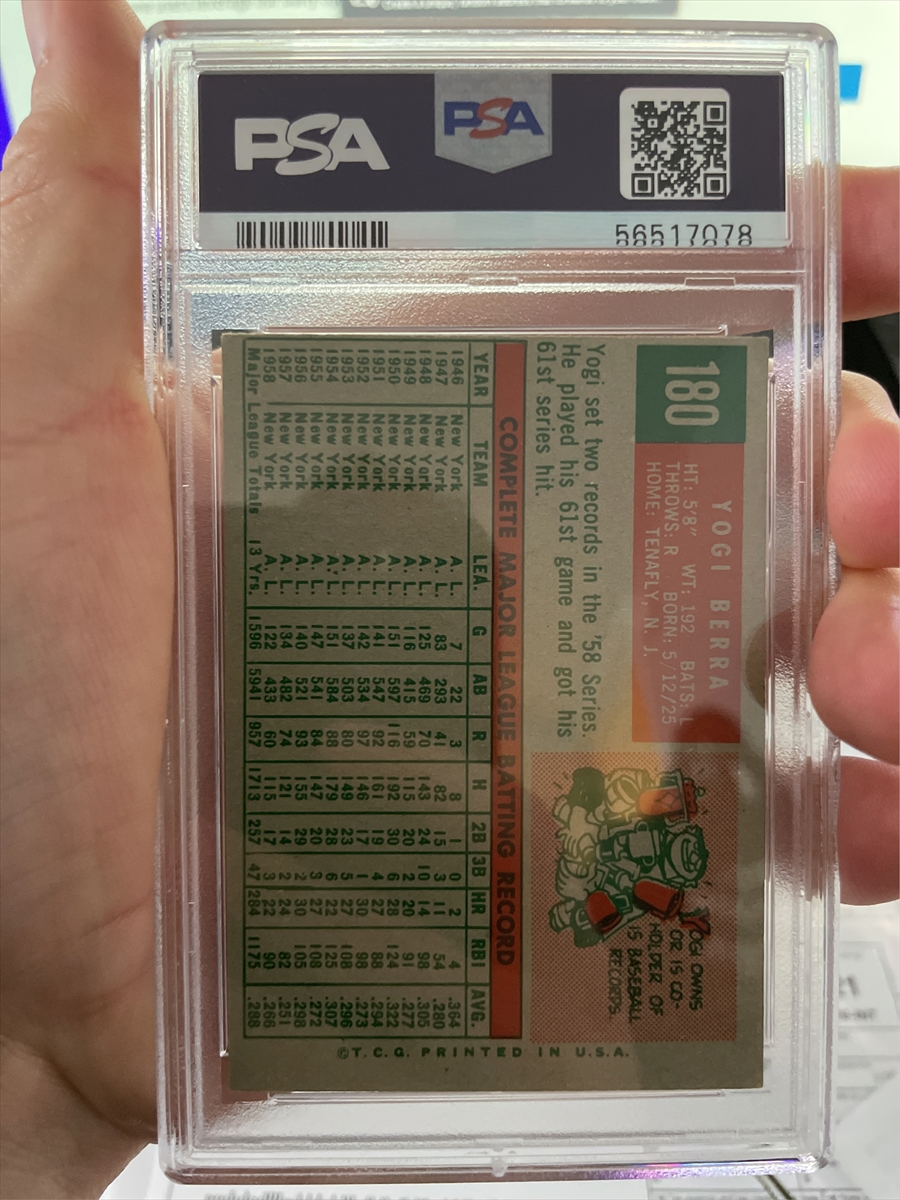 PSA
PSA
56517078
180
YOGI BERRA
HT: 5'8" WT: 192 BATS: L
THROWS: R BORN: 5/12/25
HOME: TENAFLY, N. J.
Yogi set two records in the '58 Series.
He played his 61st game and got his
61st series hit.
YOGI OWNS
OR IS CO-
HOLDER OF
15 BASEBALL
RECORDS.
COMPLETE MAJOR LEAGUE BATTING RECORD
YEAR TEAM LEA. G AB R H 2B 3B HR RBI AVG.
1946 New York A. L. 7 22 3 8 1 0 2 4 .364
1947 New York A. L. 83 293 41 82 15 3 11 54 .280
1948 New York A. L. 125 469 70 143 24 10 14 98 .305
1949 New York A. L. 116 415 59 115 20 2 20 91 .277
1950 New York A. L. 151 597 116 192 30 6 28 124 .322
1951 New York A. L. 141 547 92 161 19 4 27 88 .294
1952 New York A. L. 142 534 97 146 17 1 30 98 .273
1953 New York A. L. 137 503 80 149 23 5 27 108 .296
1954 New York A. L. 151 584 88 179 28 6 22 125 .307
1955 New York A. L. 147 541 84 147 20 3 27 108 .272
1956 New York A. L. 140 521 93 155 29 2 30 105 .298
1957 New York A. L. 134 482 74 121 14 2 24 82 .251
1958 New York A. L. 122 433 60 115 17 3 22 90 .266
Major League Totals 13 Yrs. 1596 5941 957 1713 257 47 284 1175 .288
©T.C.G. PRINTED IN U.S.A.